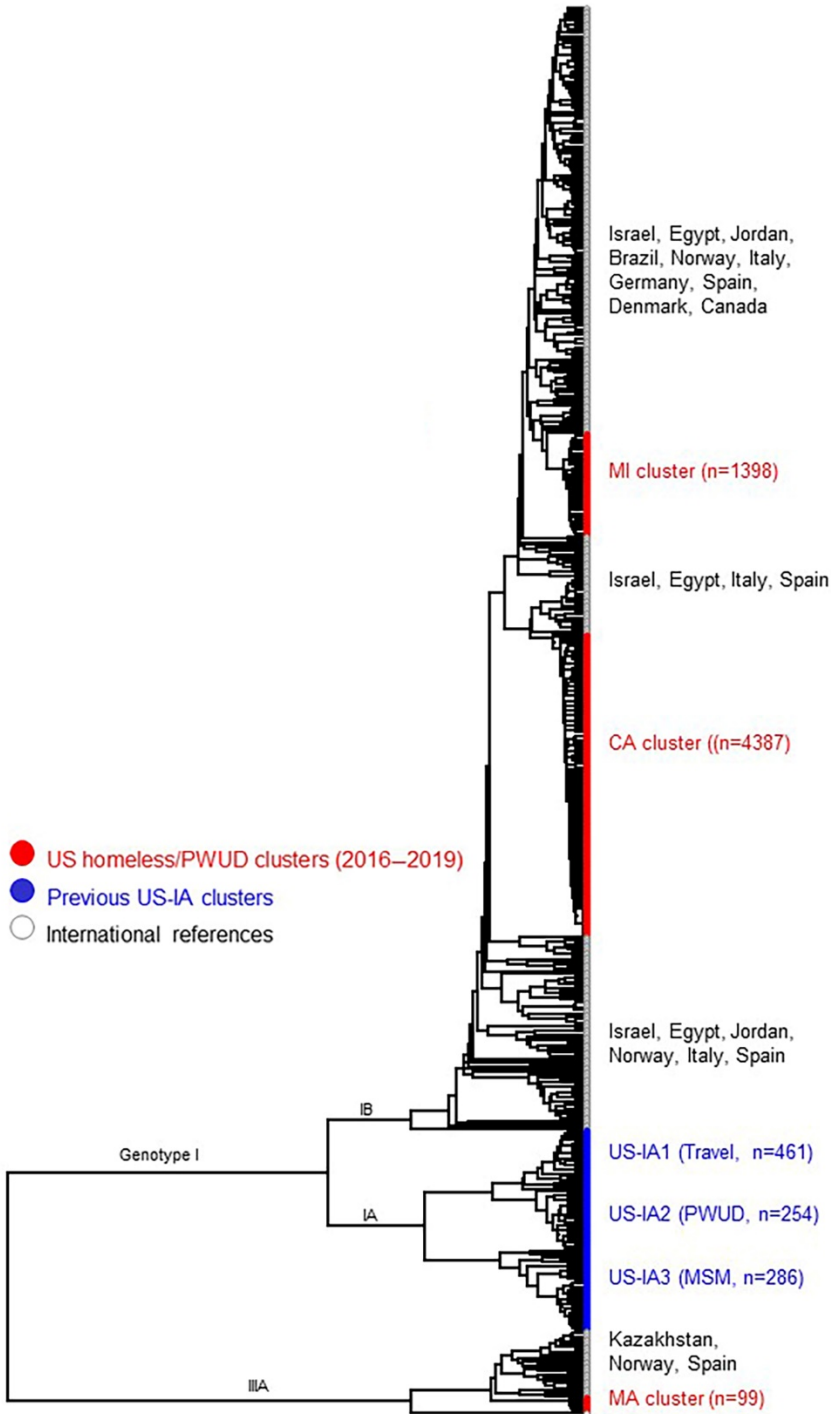 Israel, Egypt, Jordan,
Brazil, Norway, Italy,
Germany, Spain,
Denmark, Canada
MI cluster (n=1398)
Israel, Egypt, Italy, Spain
CA cluster ((n=4387)
US homeless/PWUD clusters (2016–2019)
Previous US-IA clusters
International references
Israel, Egypt, Jordan,
Norway, Italy, Spain
IB
Genotype I
US-IA1 (Travel, n=461)
IA
US-IA2 (PWUD, n=254)
US-IA3 (MSM, n=286)
Kazakhstan,
Norway, Spain
IIIA
MA cluster (n=99)